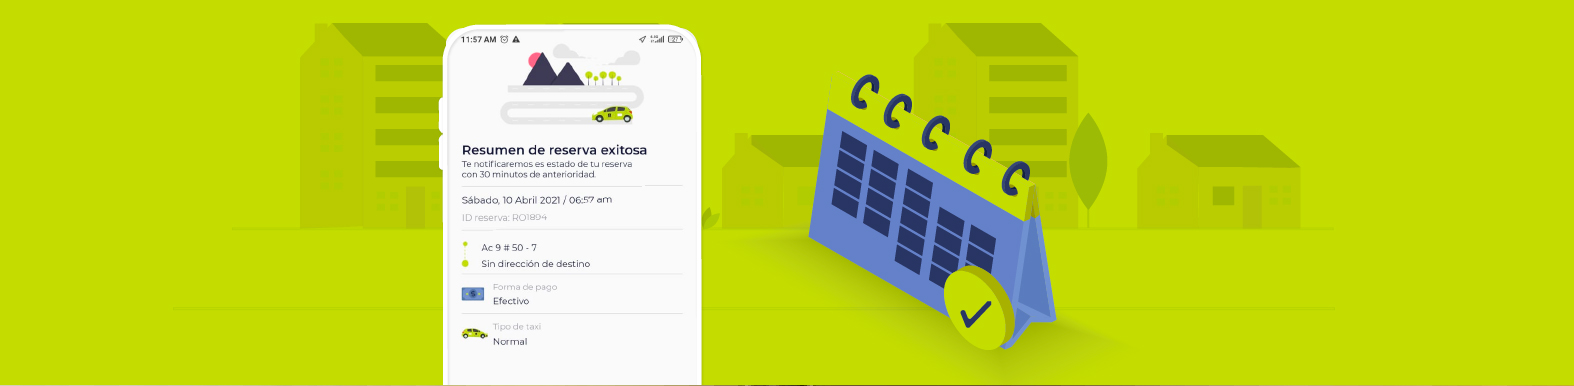 11:57 AM
Resumen de reserva exitosa
Te notificaremos es estado de tu reserva
con 30 minutos de anterioridad.
Sábado, 10 Abril 2021 / 06:57 am
ID reserva: RO1894
Ac 9 # 50 - 7
Sin dirección de destino
Forma de pago
Efectivo
Tipo de taxi
Normal